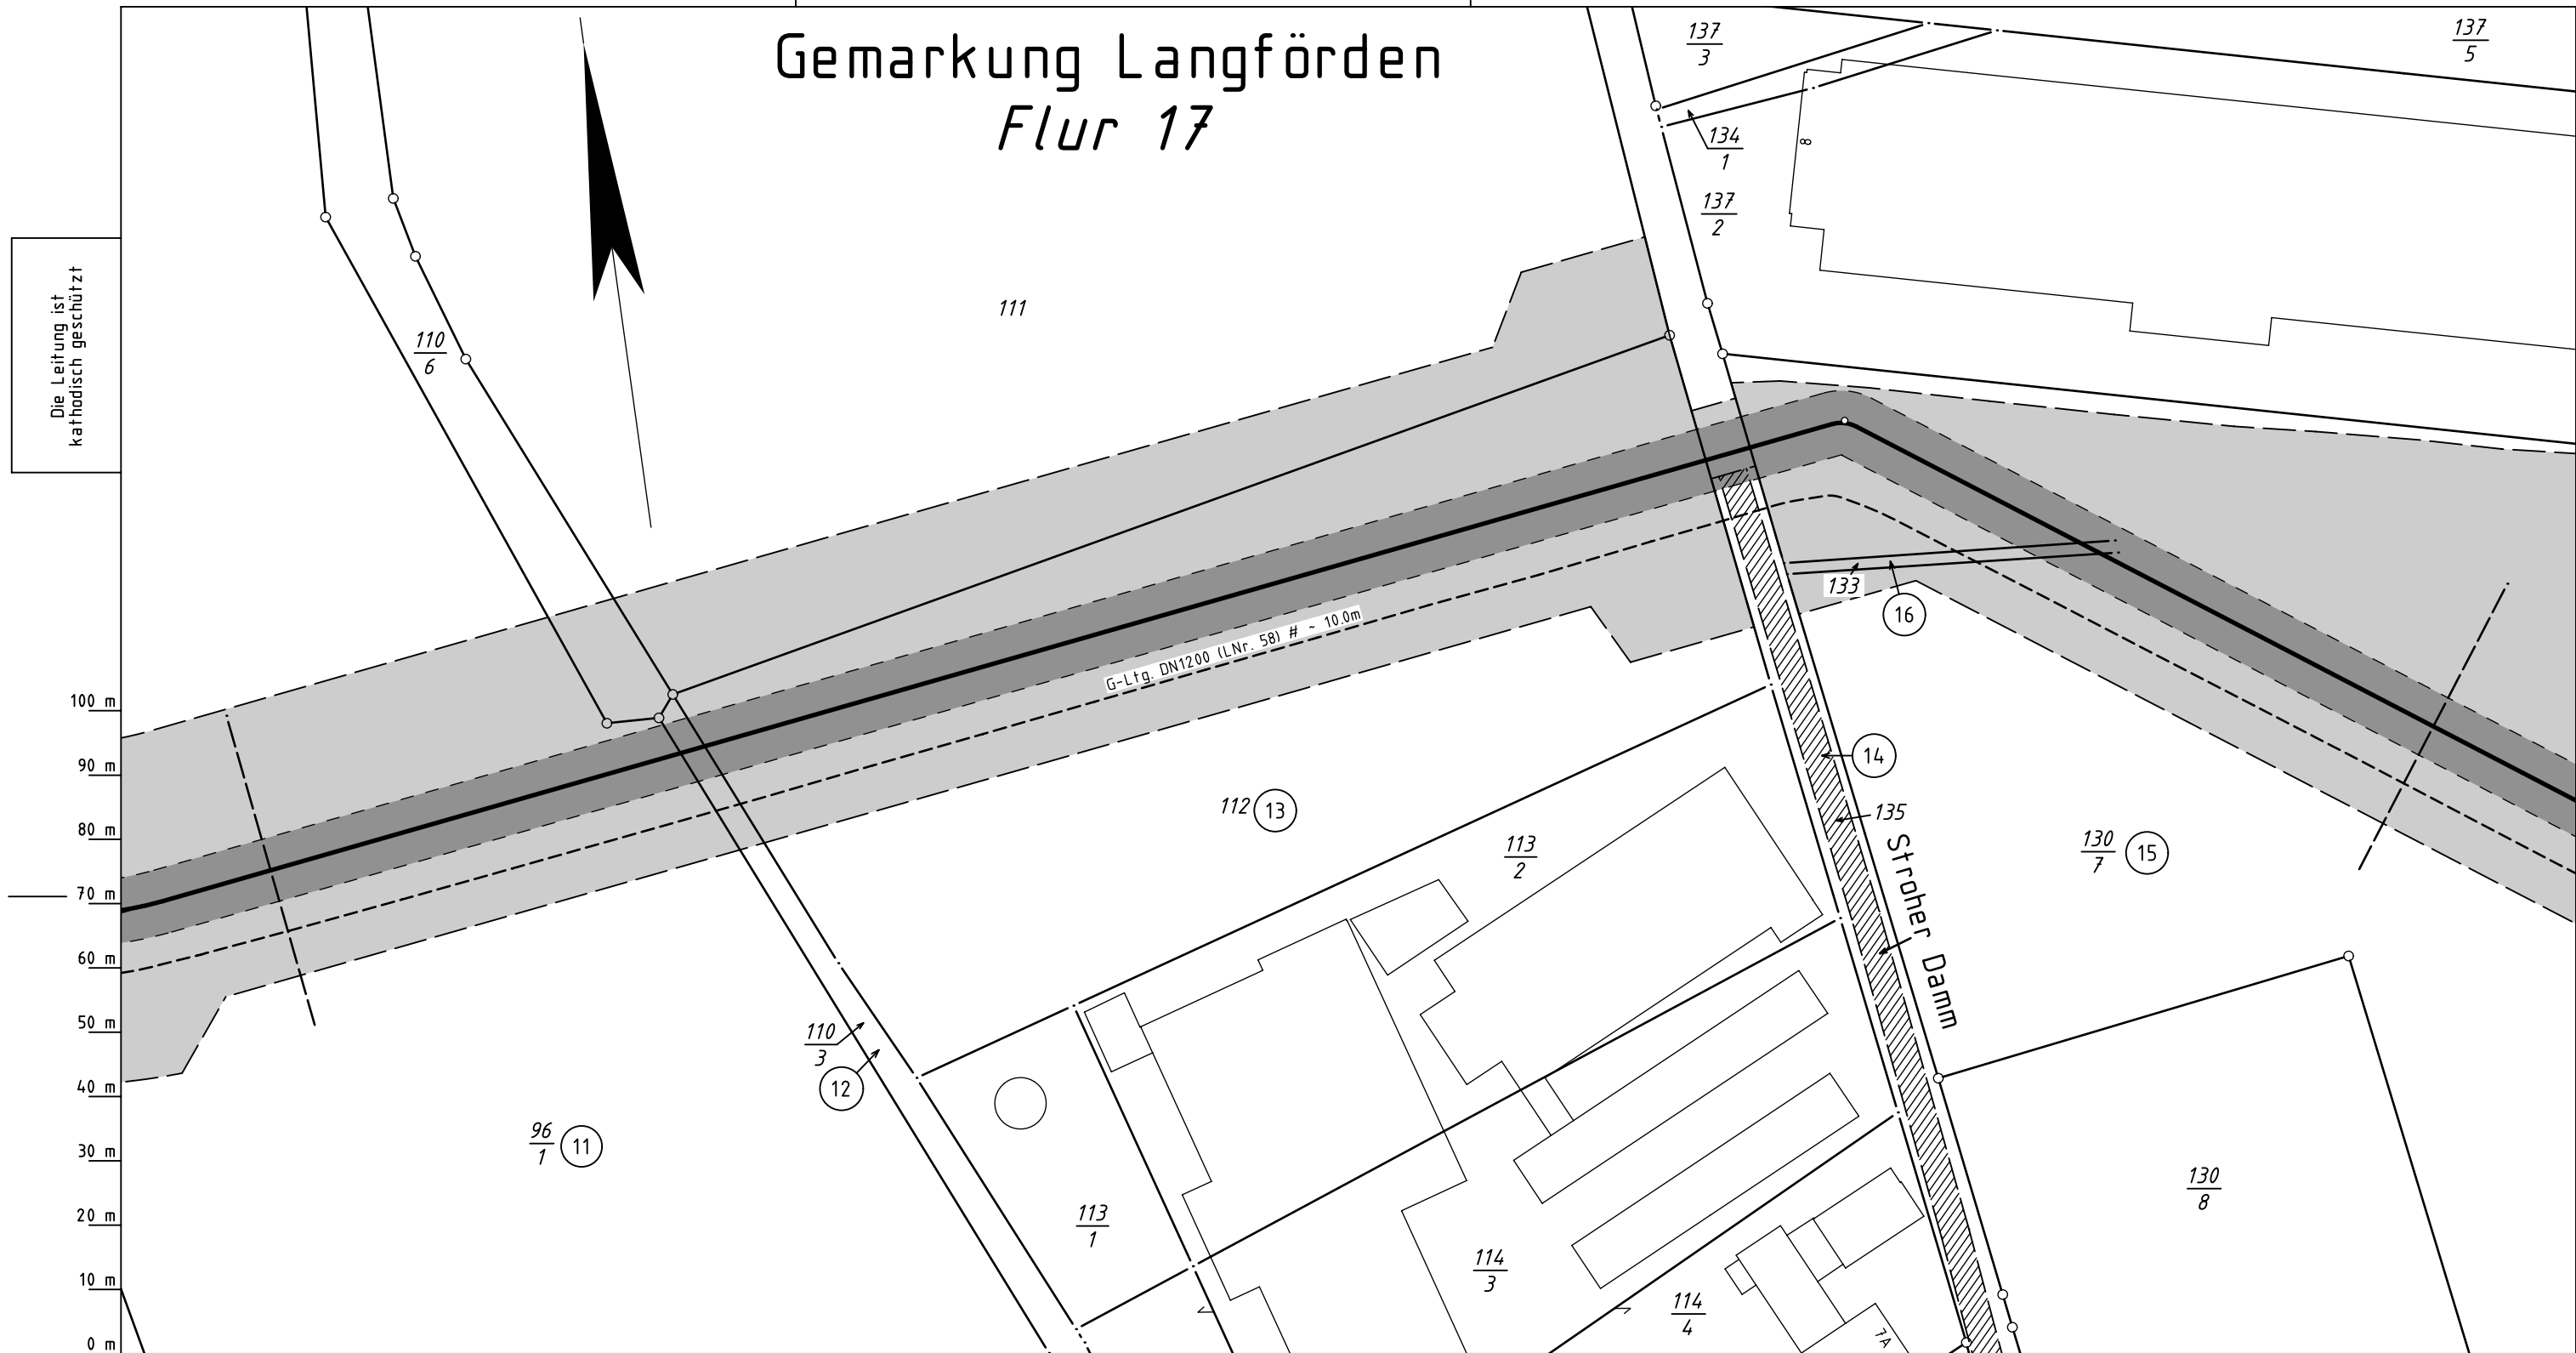 Gemarkung Langförden
Flur 17
137
3
137
5
134
1
8
137
2
Die Leitung ist
kathodisch geschützt
111
110
6
133
16
G-Ltg. DN1200 (LNr. 58) # ~ 10.0m
100 m
90 m
80 m
70 m
60 m
50 m
40 m
30 m
20 m
10 m
0 m
14
112
13
135
113
2
130
7
15
Stroher Damm
110
3
12
96
1
11
113
1
130
8
114
3
114
4
7A